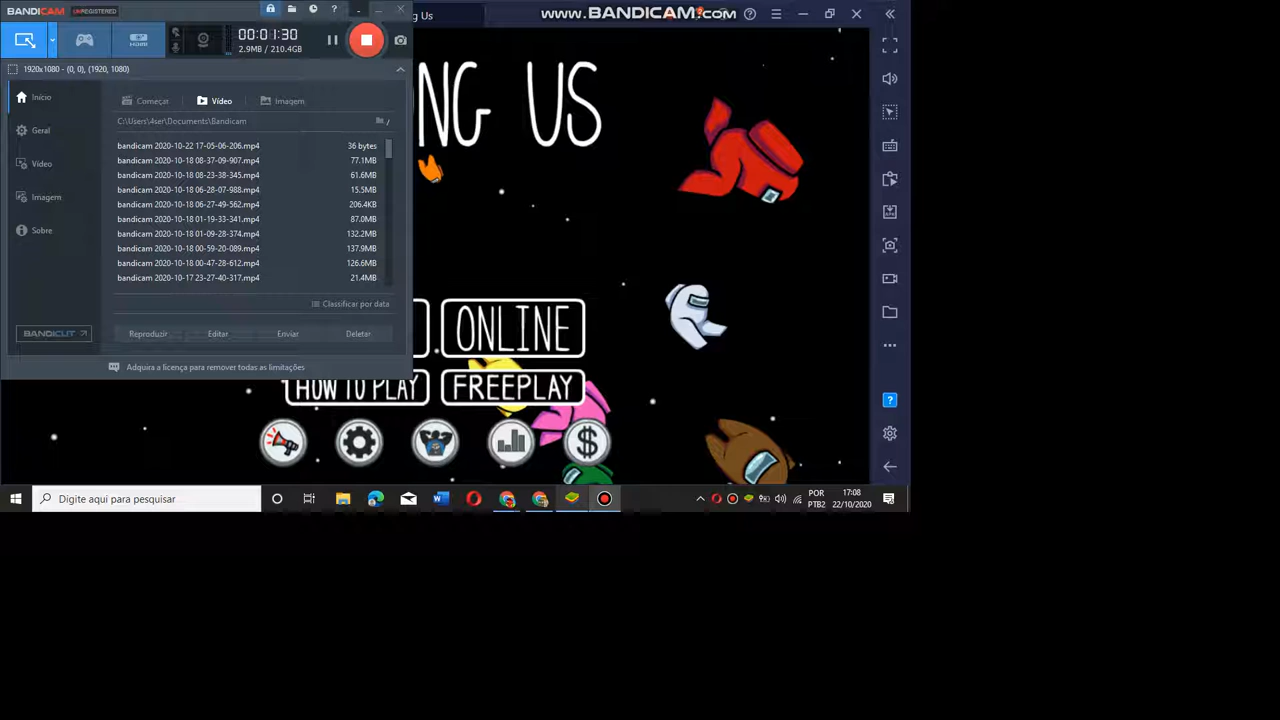 BANDICAM UNREGISTERED
ng Us
www.BANDICAM.com
00:01:30
2.9MB / 210.4GB
1920x1080 - (0, 0), (1920, 1080)
Início
Geral
Vídeo
Imagem
Sobre
BANDICUT
Começar
Vídeo
Imagem
C:\Users\4ser\Documents\Bandicam
bandicam 2020-10-22 17-05-06-206.mp4 36 bytes
bandicam 2020-10-18 08-37-09-907.mp4 77.1MB
bandicam 2020-10-18 08-23-38-345.mp4 61.6MB
bandicam 2020-10-18 06-28-07-988.mp4 15.5MB
bandicam 2020-10-18 06-27-49-562.mp4 206.4KB
bandicam 2020-10-18 01-19-33-341.mp4 87.0MB
bandicam 2020-10-18 01-09-28-374.mp4 132.2MB
bandicam 2020-10-18 00-59-20-089.mp4 137.9MB
bandicam 2020-10-18 00-47-28-612.mp4 126.6MB
bandicam 2020-10-17 23-27-40-317.mp4 21.4MB
Classificar por data
Reproduzir Editar Enviar Deletar
Adquira a licença para remover todas as limitações
NG US
ONLINE
HOW TO PLAY FREEPLAY
Digite aqui para pesquisar
POR
PTB2
17:08
22/10/2020